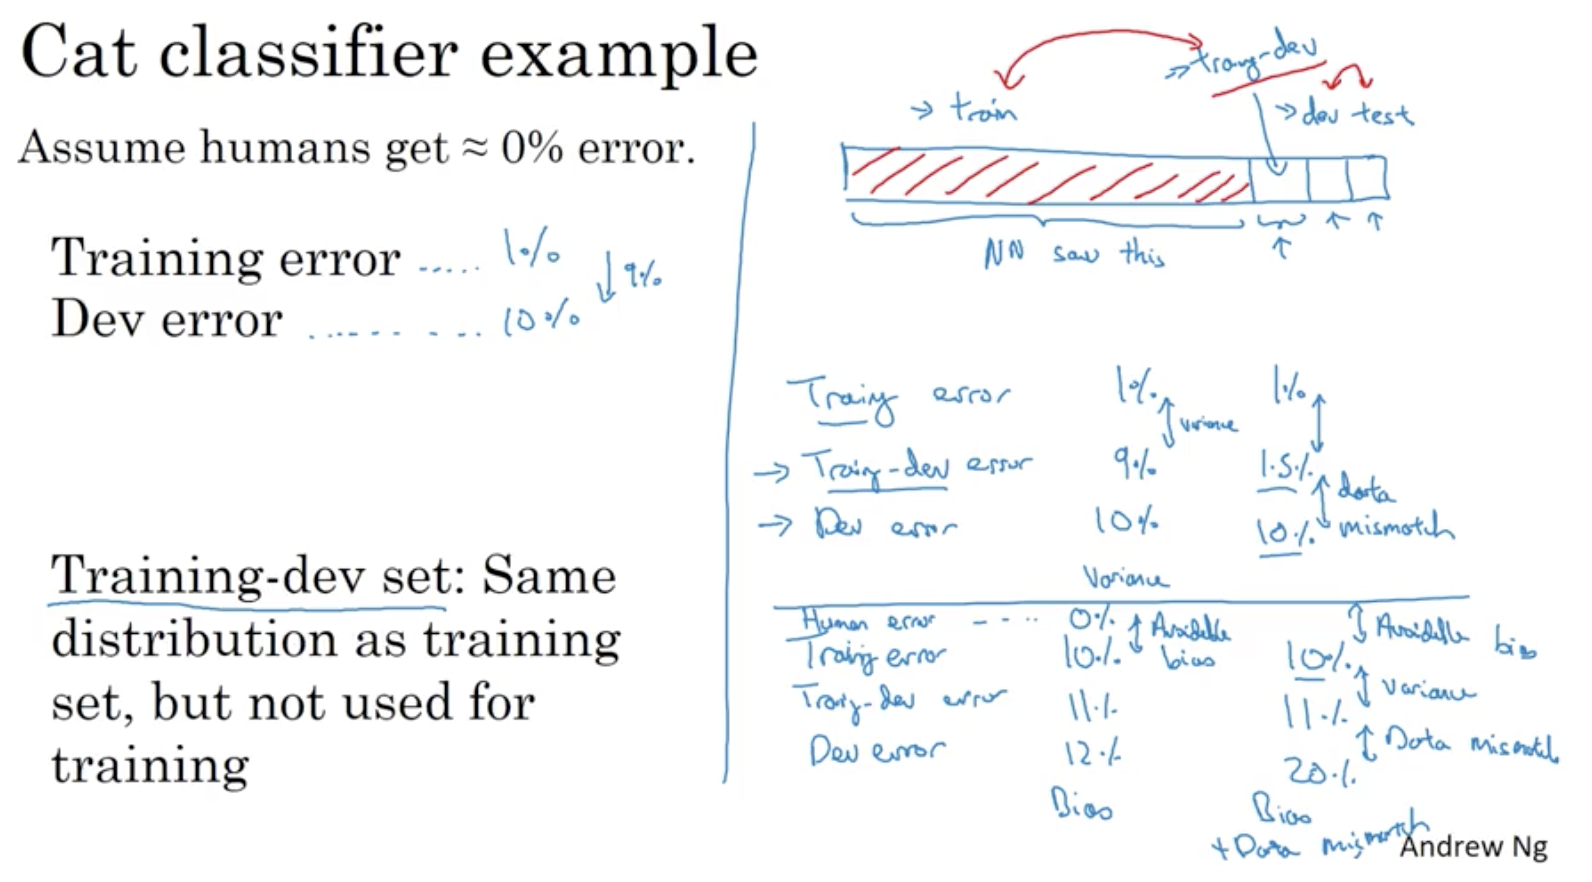 Cat classifier example
Assume humans get ≈ 0% error.
Training error ..... 1%
↓ 9%
Dev error .......... 10%
Training-dev set: Same
distribution as training
set, but not used for
training
→ train
→ training-dev
→ dev test
NN saw this
Training error 1% 1%
↕ variance
→ Training-dev error 9% 1.5%
↕ data mismatch
→ Dev error 10% 10%
Variance
Human error ----- 0% ↕ Avoidable bias ↕ Avoidable bias
Training error 10% 10%
↕ variance
Training-dev error 11% 11%
↕ Data mismatch
Dev error 12% 20%
Bias Bias
+ Data mismatch
Andrew Ng